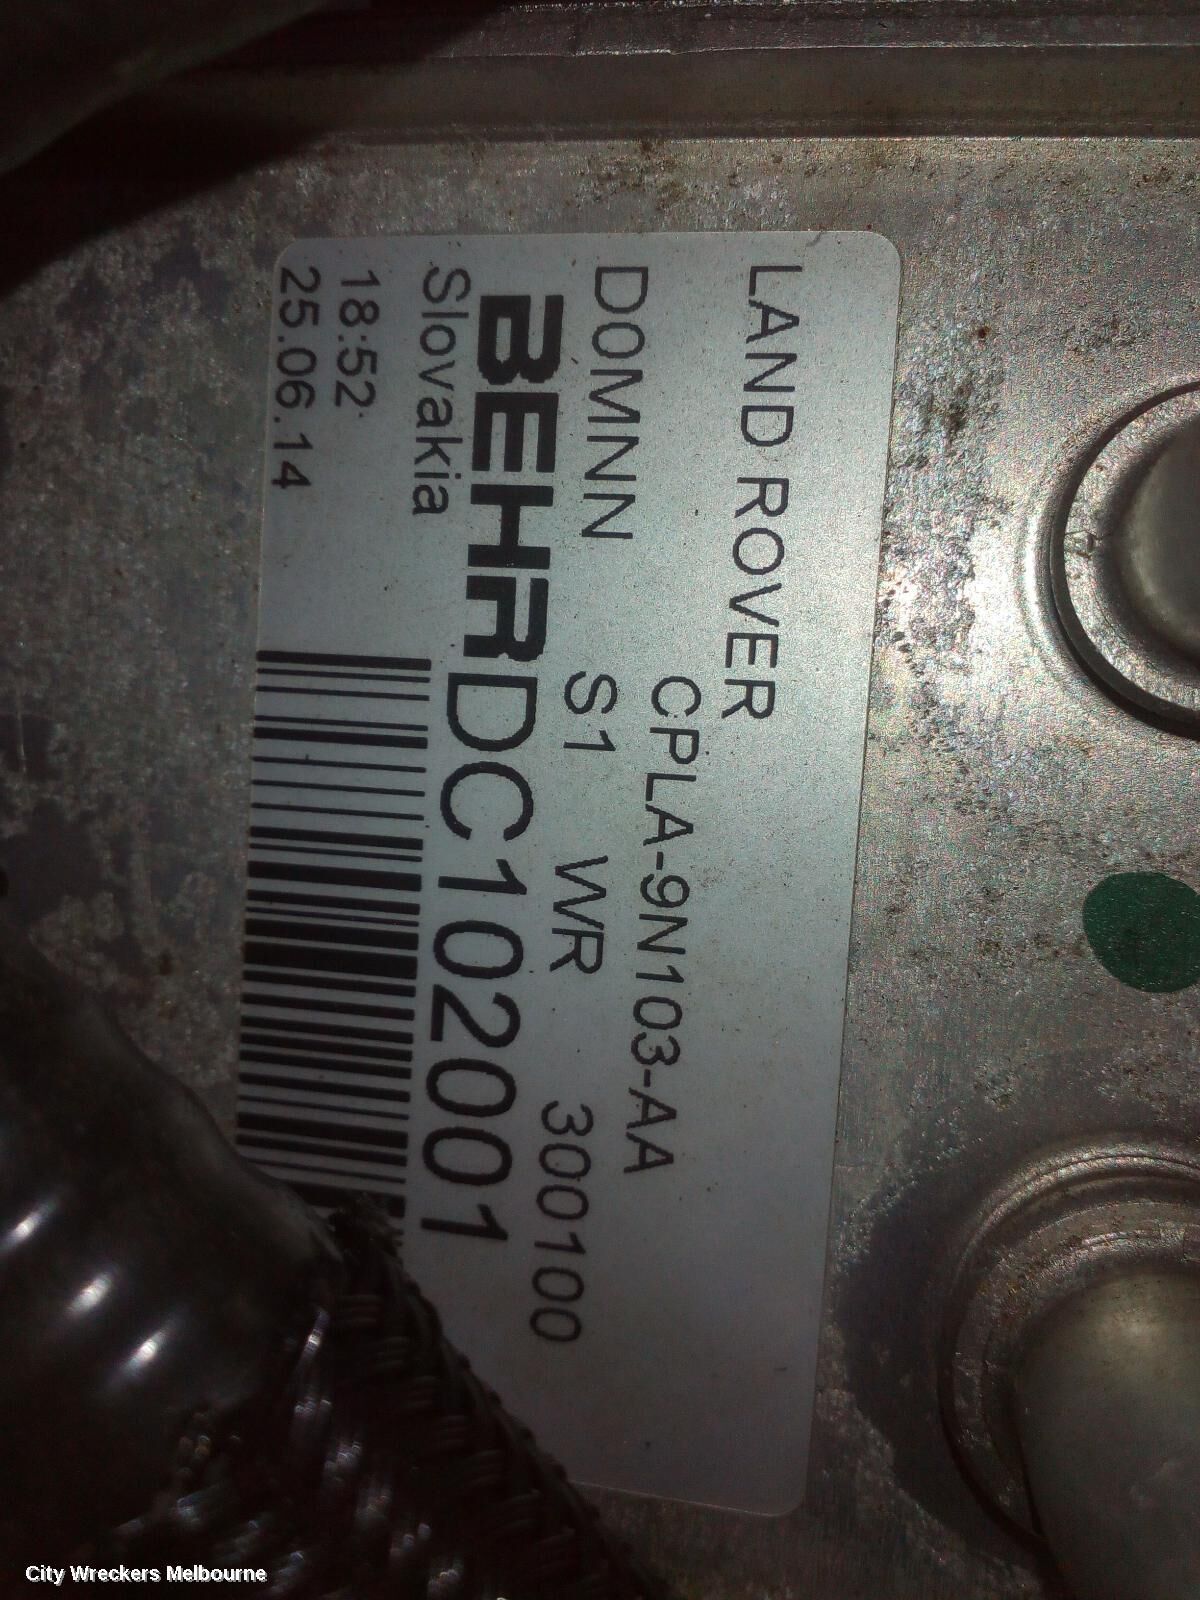 LAND ROVER
CPLA-9N103-AA
D0MNN S1 WR 300100
BEHR DC102001
Slovakia
18:52
25.06.14
City Wreckers Melbourne